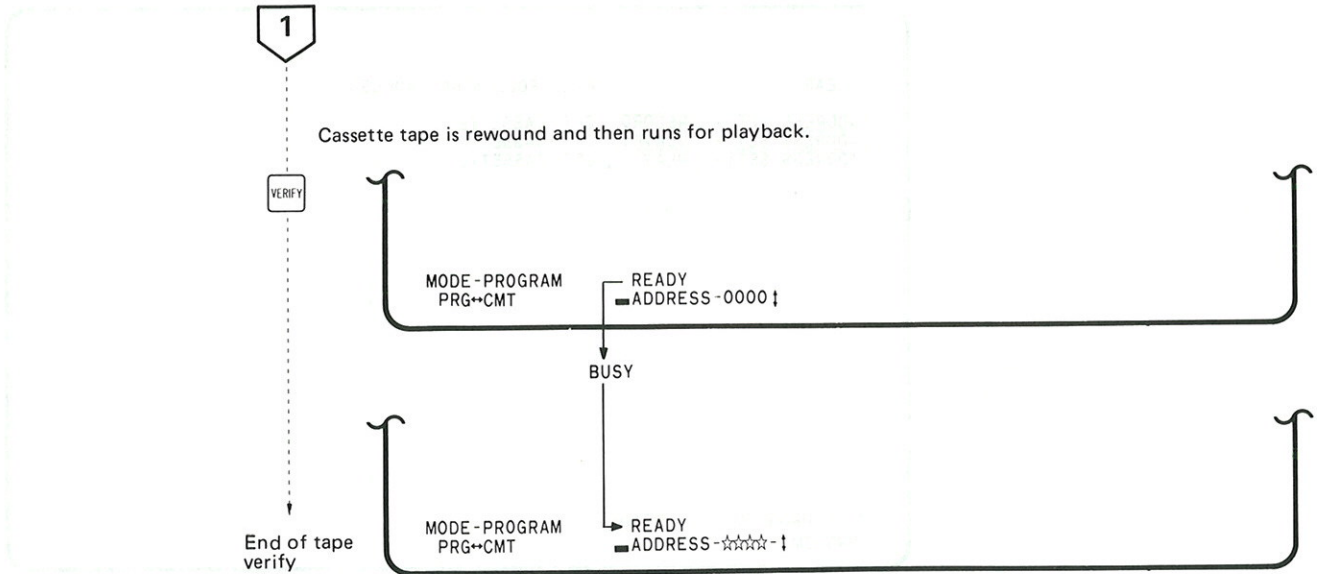 1
Cassette tape is rewound and then runs for playback.
VERIFY
MODE-PROGRAM READY
PRG↔CMT ADDRESS-0000↕
BUSY
MODE-PROGRAM READY
PRG↔CMT ADDRESS-☆☆☆☆-↕
End of tape
verify